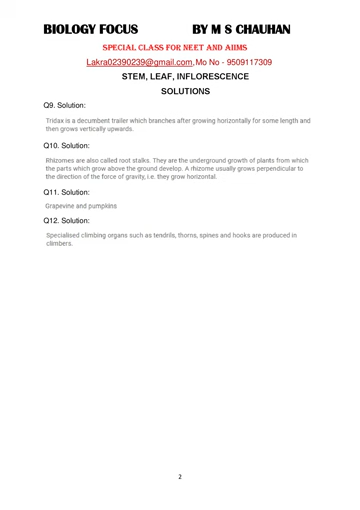 BIOLOGY FOCUS BY M S CHAUHAN
SPECIAL CLASS FOR NEET AND AIIMS
Lakra02390239@gmail.com,Mo No - 9509117309
STEM, LEAF, INFLORESCENCE
SOLUTIONS
Q9. Solution:
Tridax is a decumbent trailer which branches after growing horizontally for some length and
then grows vertically upwards.
Q10. Solution:
Rhizomes are also called root stalks. They are the underground growth of plants from which
the parts which grow above the ground develop. A rhizome usually grows perpendicular to
the direction of the force of gravity, i.e. they grow horizontal.
Q11. Solution:
Grapevine and pumpkins
Q12. Solution:
Specialised climbing organs such as tendrils, thorns, spines and hooks are produced in
climbers.
2